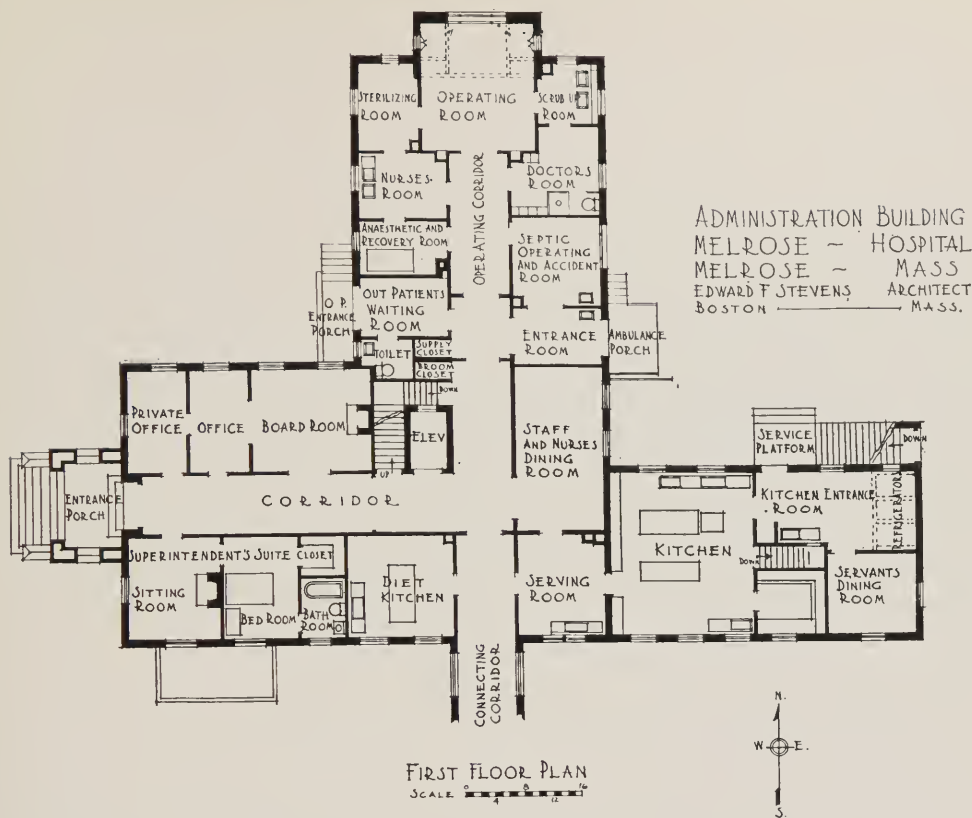 STERILIZING
ROOM
OPERATING
ROOM
SCRUB UP
ROOM
NURSES
ROOM
OPERATING CORRIDOR
DOCTORS
ROOM
ANAESTHETIC AND
RECOVERY ROOM
SEPTIC
OPERATING
AND ACCIDENT
ROOM
ADMINISTRATION BUILDING
MELROSE ~ HOSPITAL
MELROSE ~ MASS
EDWARD F STEVENS ARCHITECT
BOSTON MASS.
O.P.
ENTRANCE
PORCH
OUT PATIENTS
WAITING
ROOM
TOILET
SUPPLY
CLOSET
BROOM
CLOSET
ENTRANCE
ROOM
AMBULANCE
PORCH
DOWN
PRIVATE
OFFICE
OFFICE
BOARD ROOM
ELEV
UP
STAFF
AND NURSES
DINING
ROOM
SERVICE
PLATFORM
DOWN
ENTRANCE
PORCH
CORRIDOR
KITCHEN ENTRANCE
ROOM
REFRIGERATORS
KITCHEN
DOWN
SERVANTS
DINING
ROOM
SUPERINTENDENT'S SUITE
CLOSET
SITTING
ROOM
BED ROOM
BATH
ROOM
DIET
KITCHEN
SERVING
ROOM
CONNECTING
CORRIDOR
FIRST FLOOR PLAN
SCALE 0 4 8 12 16
N.
W E.
S.